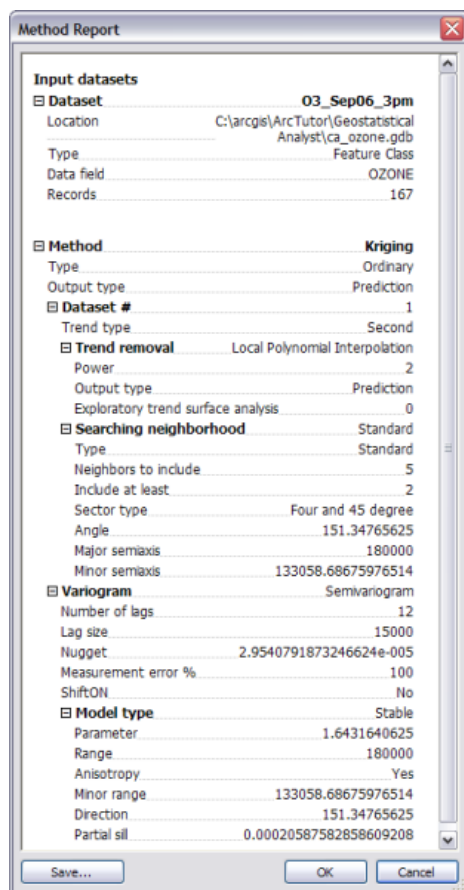 Method Report
Input datasets
Dataset 03_Sep06_3pm
Location C:\arcgis\ArcTutor\Geostatistical
Analyst\ca_ozone.gdb
Type Feature Class
Data field OZONE
Records 167
Method Kriging
Type Ordinary
Output type Prediction
Dataset # 1
Trend type Second
Trend removal Local Polynomial Interpolation
Power 2
Output type Prediction
Exploratory trend surface analysis 0
Searching neighborhood Standard
Type Standard
Neighbors to include 5
Include at least 2
Sector type Four and 45 degree
Angle 151.34765625
Major semiaxis 180000
Minor semiaxis 133058.68675976514
Variogram Semivariogram
Number of lags 12
Lag size 15000
Nugget 2.9540791873246624e-005
Measurement error % 100
ShiftON No
Model type Stable
Parameter 1.6431640625
Range 180000
Anisotropy Yes
Minor range 133058.68675976514
Direction 151.34765625
Partial sill 0.00020587582858609208
Save... OK Cancel